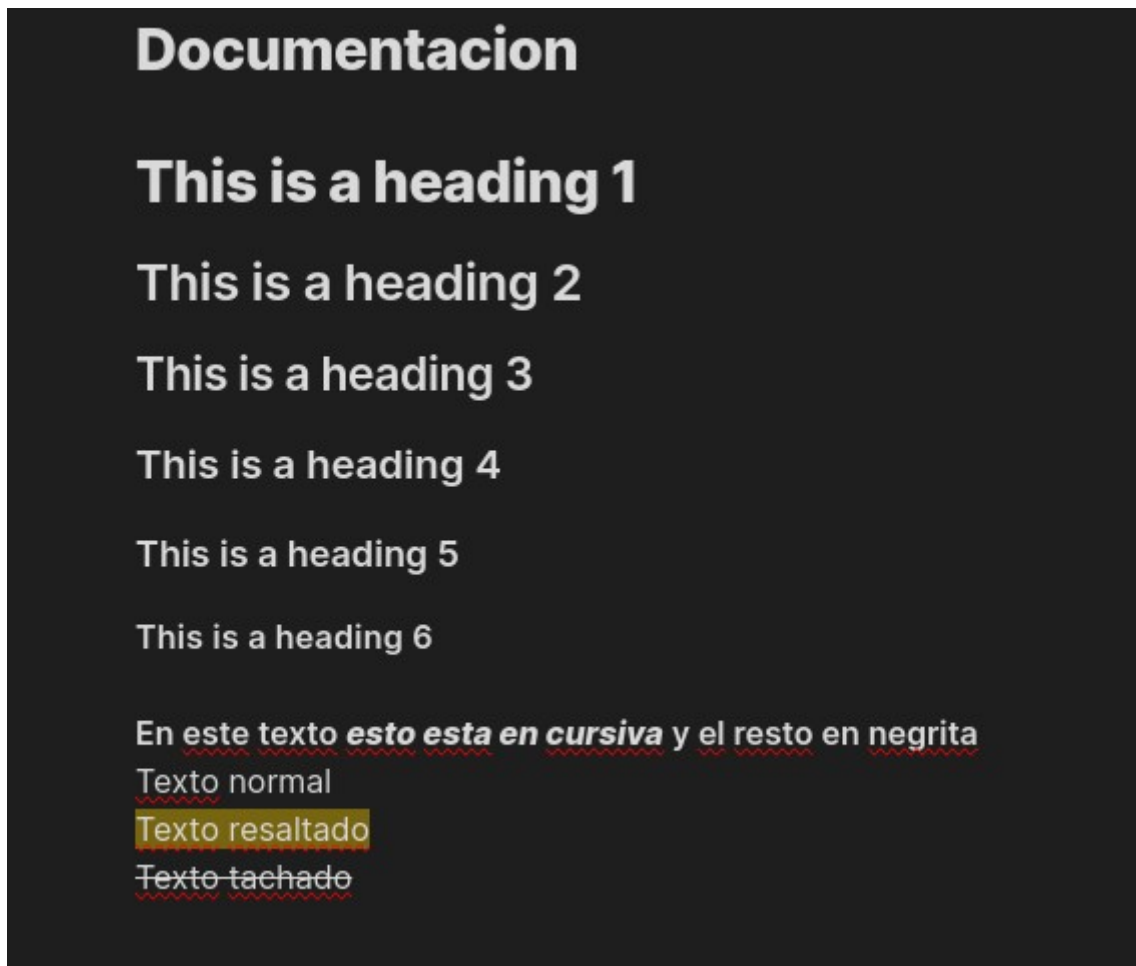 Documentacion
This is a heading 1
This is a heading 2
This is a heading 3
This is a heading 4
This is a heading 5
This is a heading 6
En este texto esto esta en cursiva y el resto en negrita
Texto normal
Texto resaltado
Texto tachado